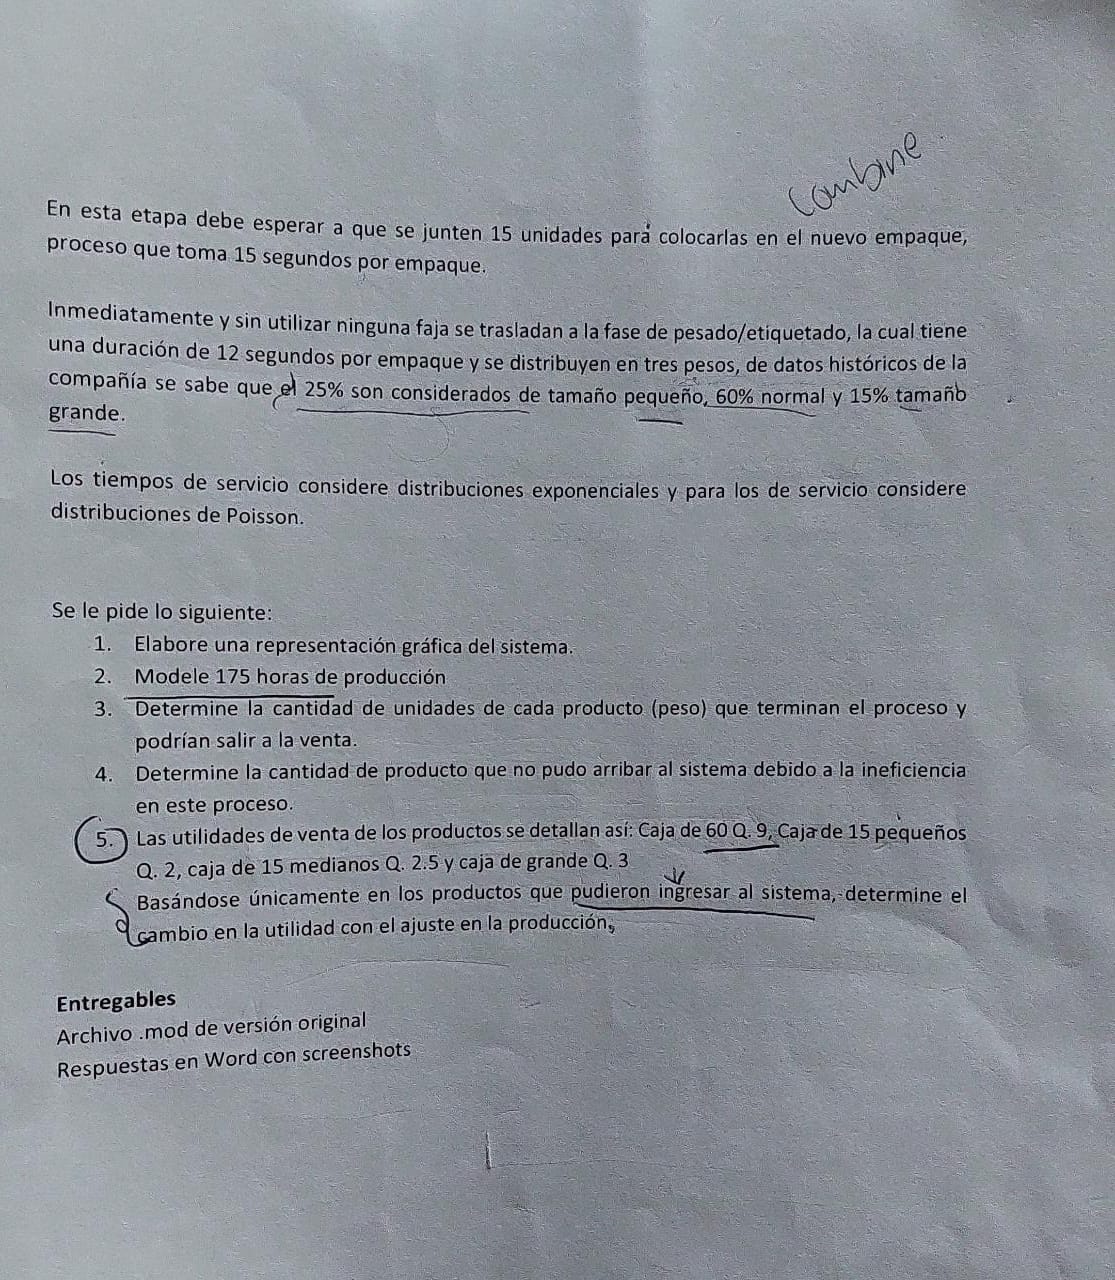 Combine
En esta etapa debe esperar a que se junten 15 unidades para colocarlas en el nuevo empaque,
proceso que toma 15 segundos por empaque.
Inmediatamente y sin utilizar ninguna faja se trasladan a la fase de pesado/etiquetado, la cual tiene
una duración de 12 segundos por empaque y se distribuyen en tres pesos, de datos históricos de la
compañía se sabe que el 25% son considerados de tamaño pequeño, 60% normal y 15% tamaño
grande.
Los tiempos de servicio considere distribuciones exponenciales y para los de servicio considere
distribuciones de Poisson.
Se le pide lo siguiente:
1. Elabore una representación gráfica del sistema.
2. Modele 175 horas de producción
3. Determine la cantidad de unidades de cada producto (peso) que terminan el proceso y
podrían salir a la venta.
4. Determine la cantidad de producto que no pudo arribar al sistema debido a la ineficiencia
en este proceso.
5. Las utilidades de venta de los productos se detallan así: Caja de 60 Q. 9, Caja de 15 pequeños
Q. 2, caja de 15 medianos Q. 2.5 y caja de grande Q. 3
Basándose únicamente en los productos que pudieron ingresar al sistema, determine el
cambio en la utilidad con el ajuste en la producción,
Entregables
Archivo .mod de versión original
Respuestas en Word con screenshots